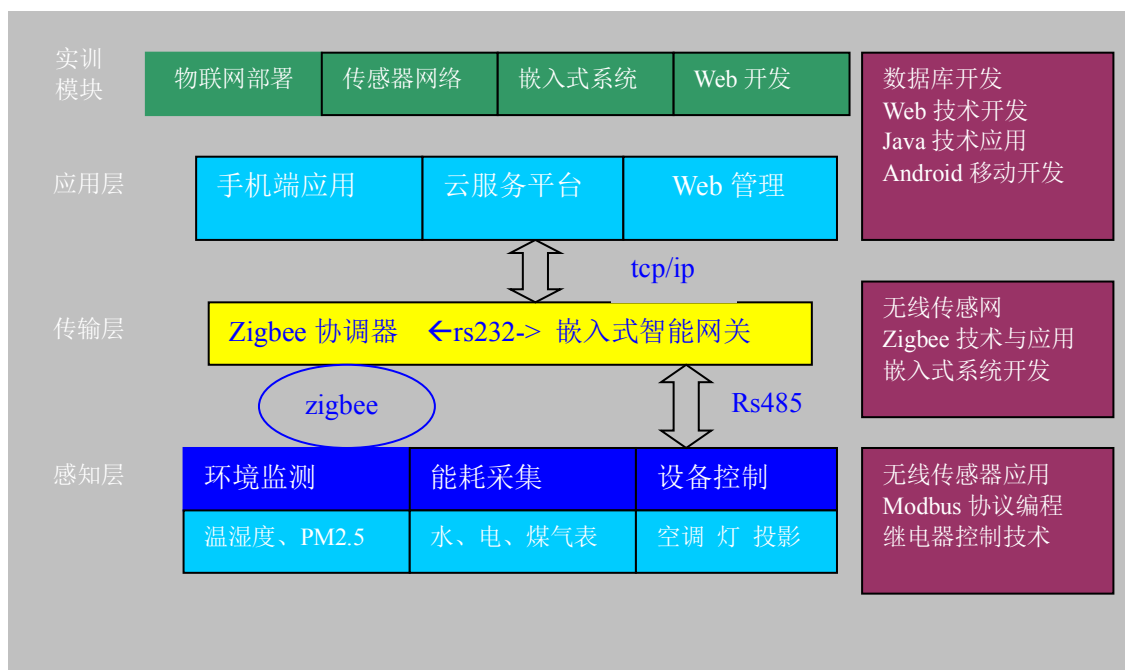 实训
模块
物联网部署
传感器网络
嵌入式系统
Web 开发
数据库开发
Web 技术开发
Java 技术应用
Android 移动开发
应用层
手机端应用
云服务平台
Web 管理
tcp/ip
传输层
Zigbee 协调器 ←rs232-> 嵌入式智能网关
无线传感网
Zigbee 技术与应用
嵌入式系统开发
zigbee
Rs485
感知层
环境监测
能耗采集
设备控制
温湿度、PM2.5
水、电、煤气表
空调 灯 投影
无线传感器应用
Modbus 协议编程
继电器控制技术